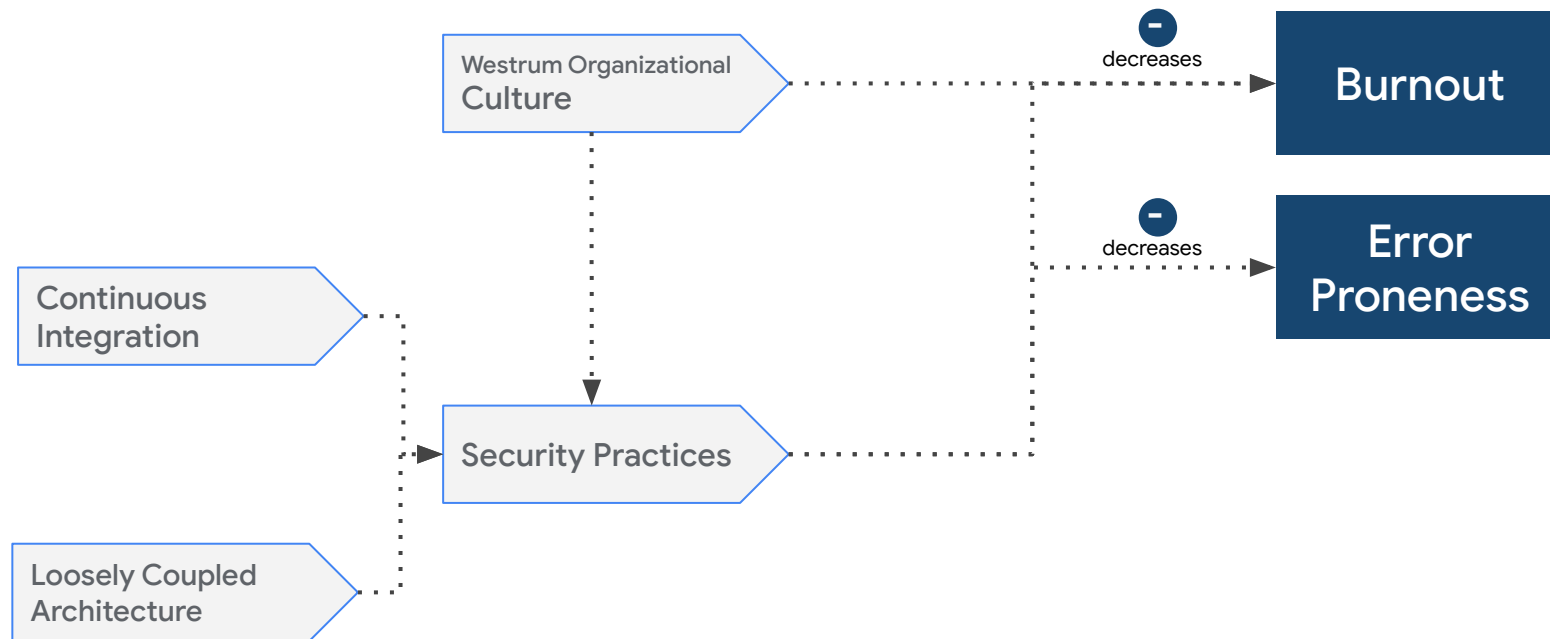 Westrum Organizational
Culture
-
decreases
Burnout
-
decreases
Error
Proneness
Continuous
Integration
Security Practices
Loosely Coupled
Architecture